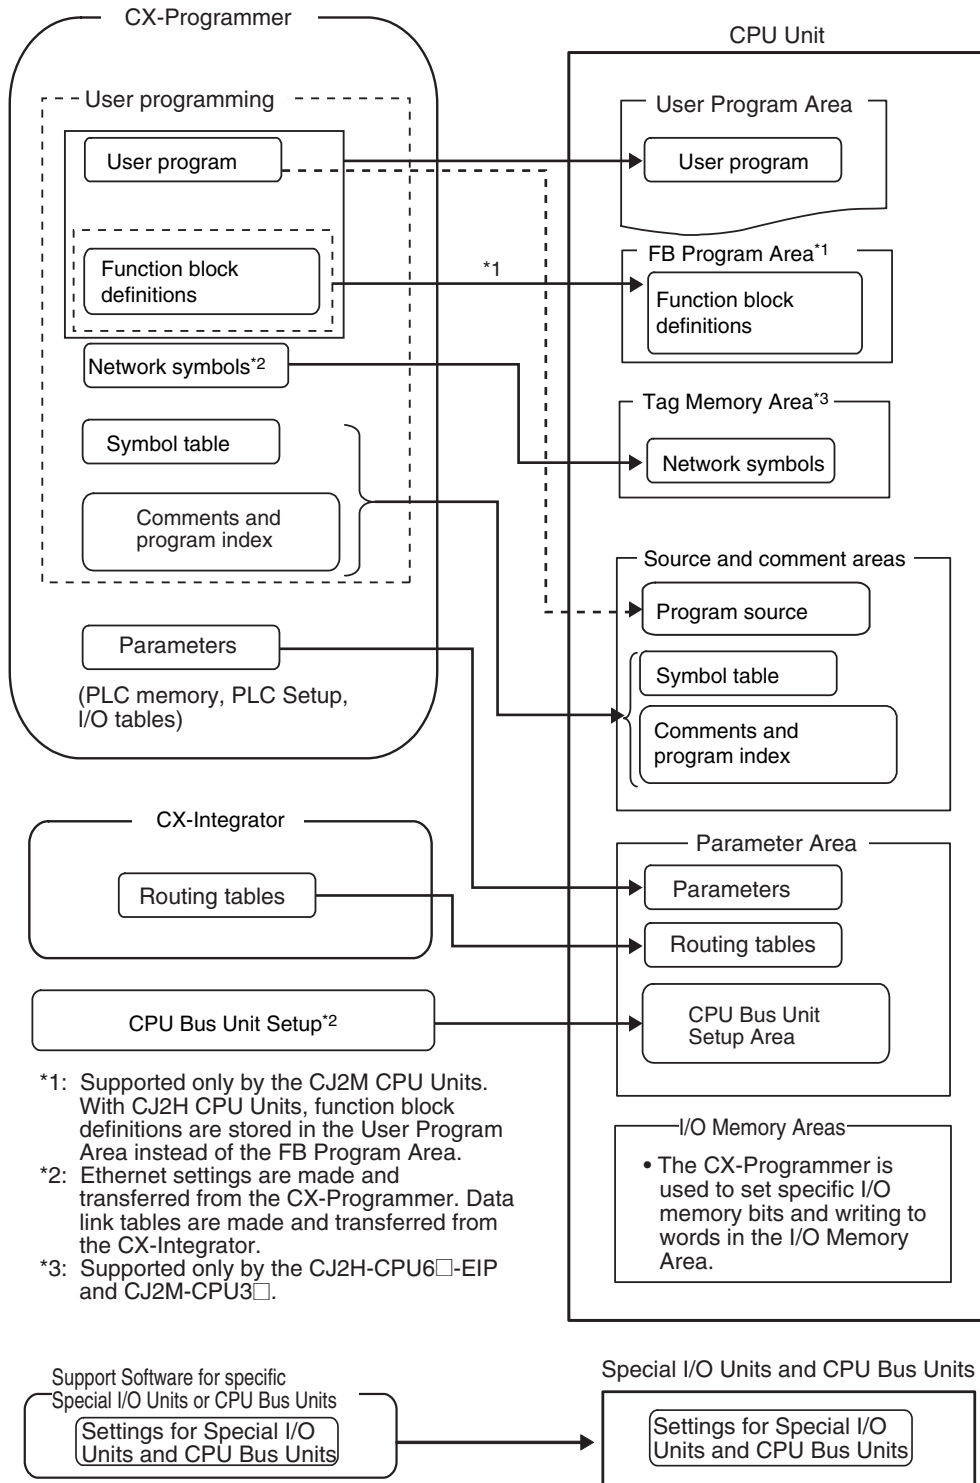 CX-Programmer
User programming
User program
Function block
definitions
Network symbols*2
Symbol table
Comments and
program index
Parameters
(PLC memory, PLC Setup,
I/O tables)
*1
CPU Unit
User Program Area
User program
FB Program Area*1
Function block
definitions
Tag Memory Area*3
Network symbols
Source and comment areas
Program source
Symbol table
Comments and
program index
CX-Integrator
Routing tables
CPU Bus Unit Setup*2
Parameter Area
Parameters
Routing tables
CPU Bus Unit
Setup Area
*1: Supported only by the CJ2M CPU Units.
With CJ2H CPU Units, function block
definitions are stored in the User Program
Area instead of the FB Program Area.
*2: Ethernet settings are made and
transferred from the CX-Programmer. Data
link tables are made and transferred from
the CX-Integrator.
*3: Supported only by the CJ2H-CPU6□-EIP
and CJ2M-CPU3□.
I/O Memory Areas
• The CX-Programmer is
used to set specific I/O
memory bits and writing to
words in the I/O Memory
Area.
Support Software for specific
Special I/O Units or CPU Bus Units
Settings for Special I/O
Units and CPU Bus Units
Special I/O Units and CPU Bus Units
Settings for Special I/O
Units and CPU Bus Units